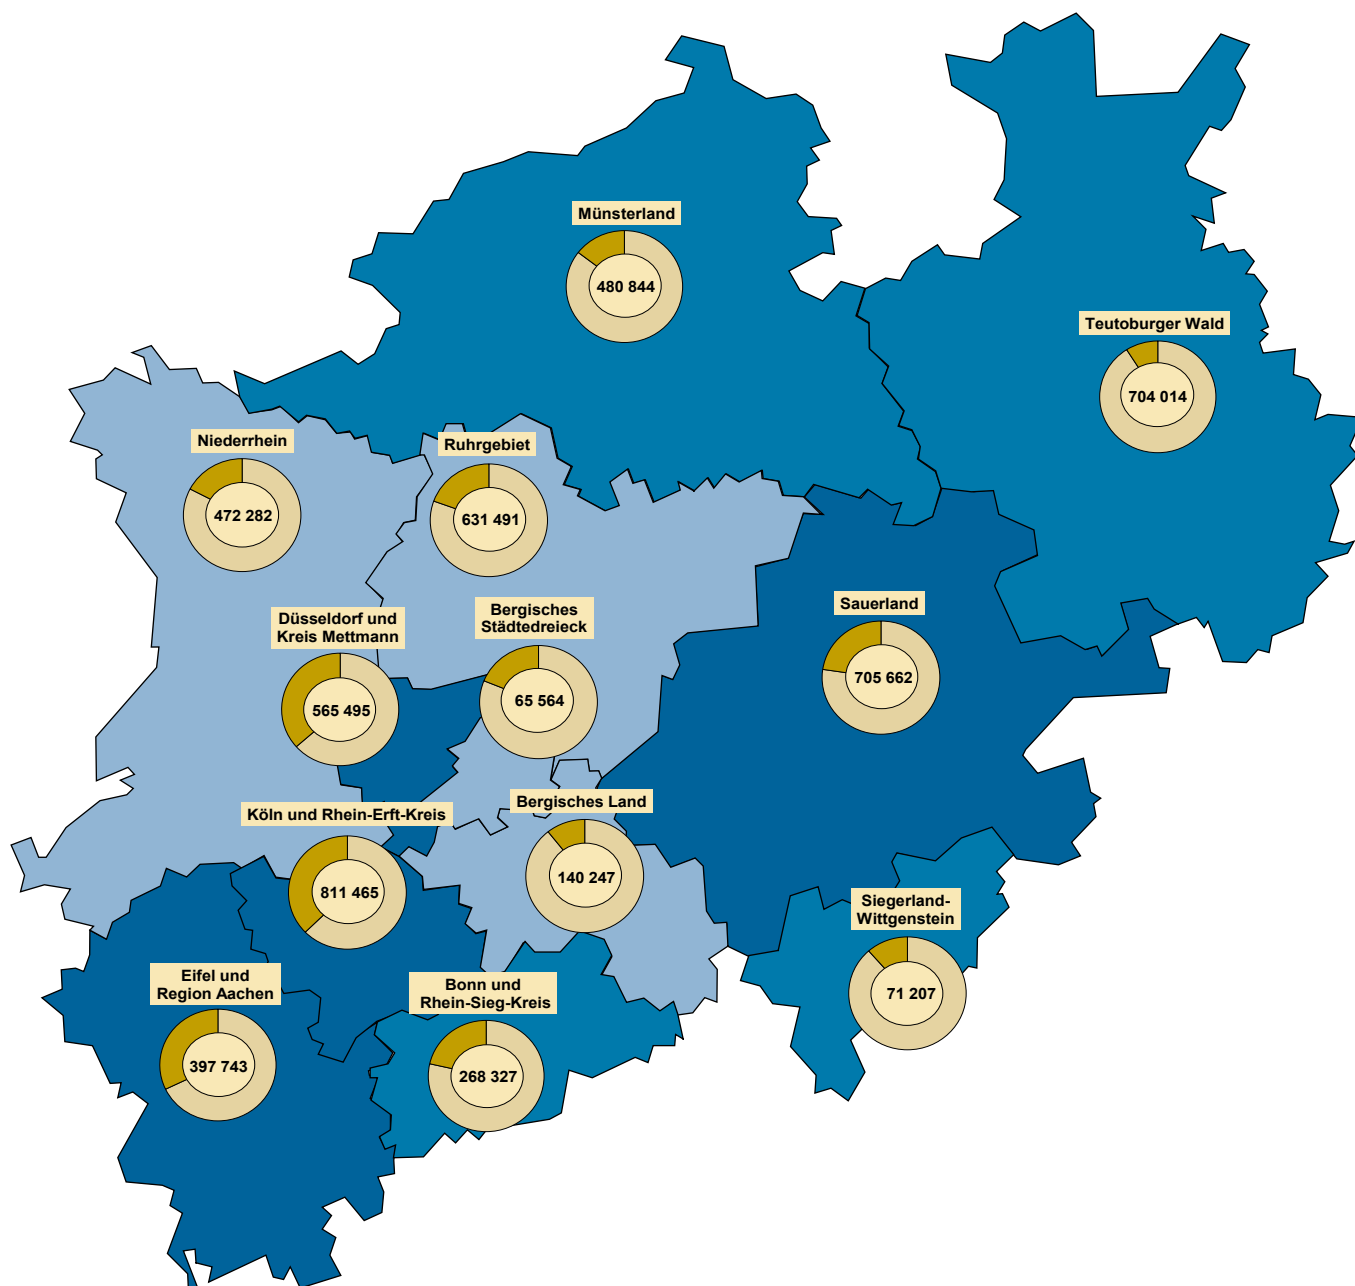 Münsterland
480 844
Teutoburger Wald
704 014
Niederrhein
472 282
Ruhrgebiet
631 491
Düsseldorf und
Kreis Mettmann
565 495
Bergisches
Städtedreieck
65 564
Sauerland
705 662
Köln und Rhein-Erft-Kreis
811 465
Bergisches Land
140 247
Siegerland-
Wittgenstein
71 207
Eifel und
Region Aachen
397 743
Bonn und
Rhein-Sieg-Kreis
268 327